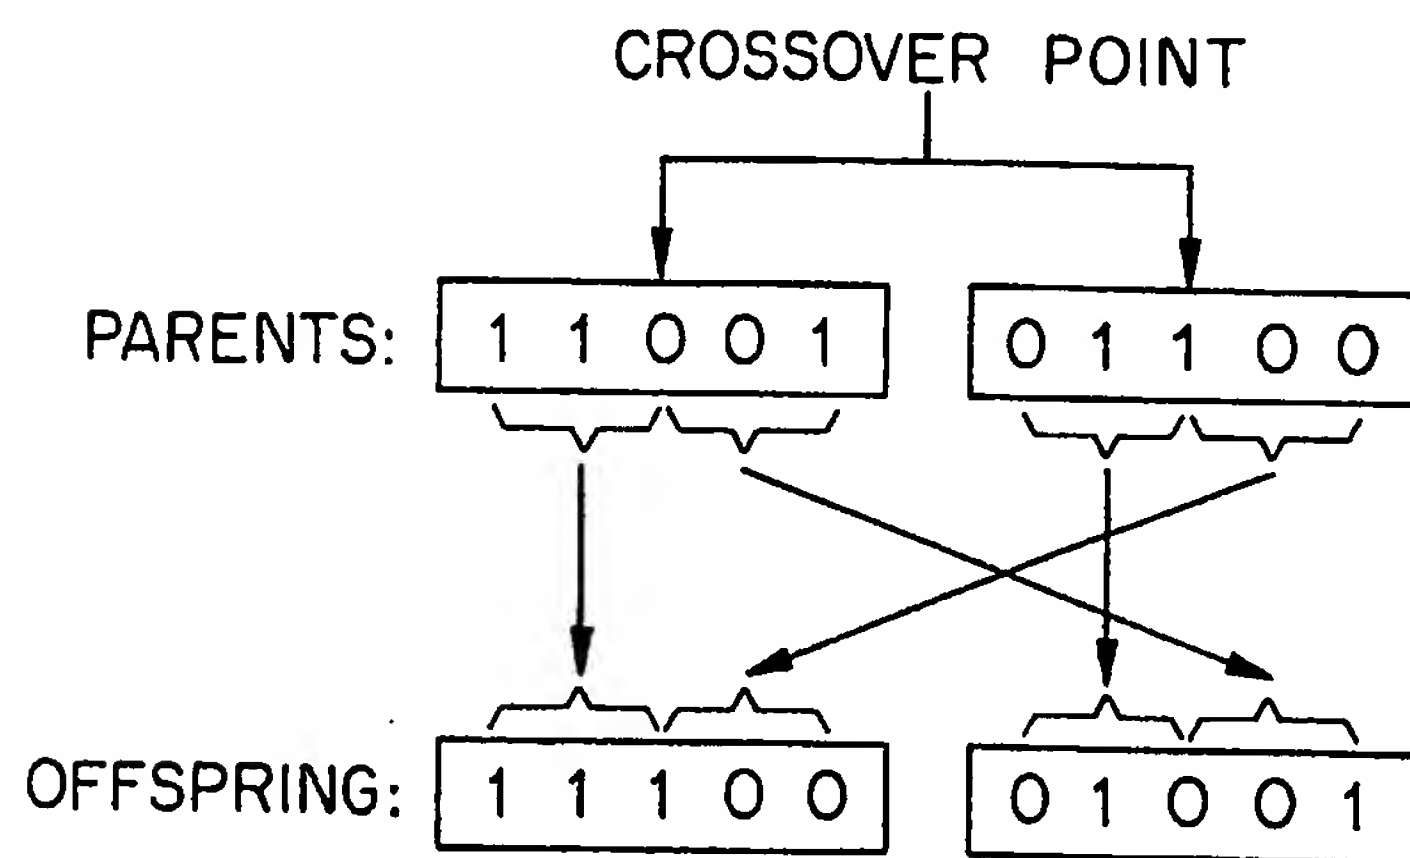 CROSSOVER POINT
PARENTS: 1 1 0 0 1 0 1 1 0 0
OFFSPRING: 1 1 1 0 0 0 1 0 0 1